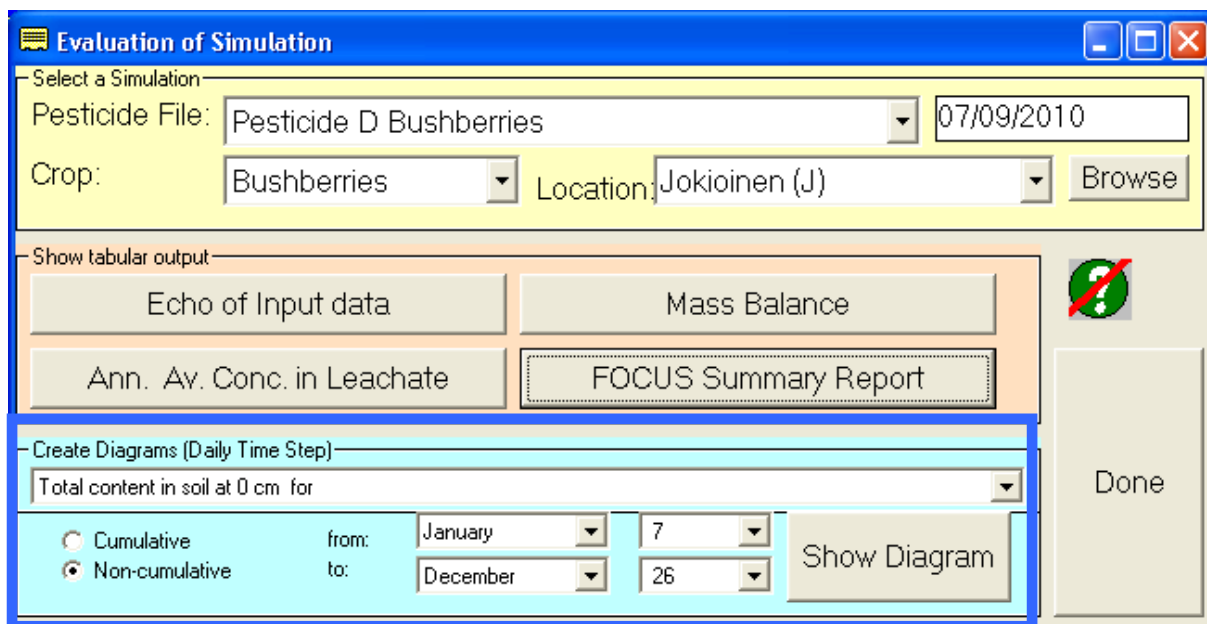 Evaluation of Simulation
Select a Simulation
Pesticide File: Pesticide D Bushberries 07/09/2010
Crop: Bushberries Location: Jokioinen (J) Browse
Show tabular output
Echo of Input data Mass Balance
?
Ann. Av. Conc. in Leachate FOCUS Summary Report
Create Diagrams (Daily Time Step)
Total content in soil at 0 cm for
Done
Cumulative from: January 7
Non-cumulative to: December 26
Show Diagram